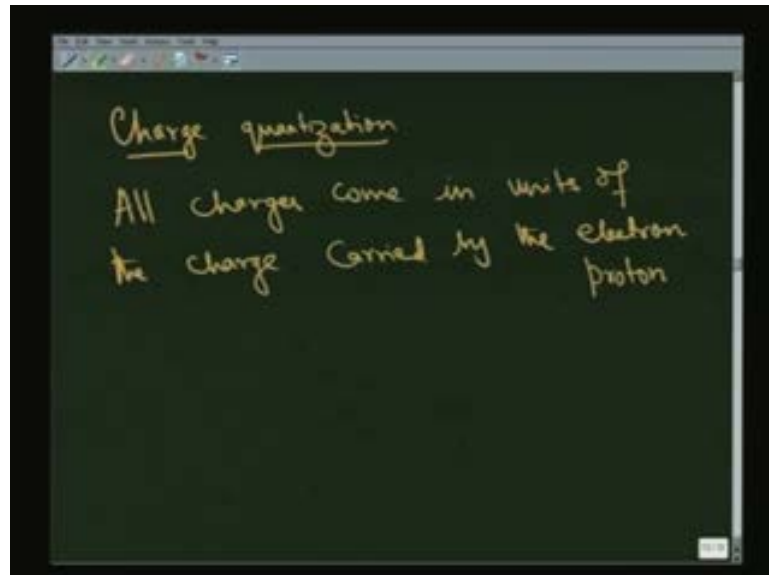 Charge quantization
All charges come in units of
the charge carried by the electron
proton